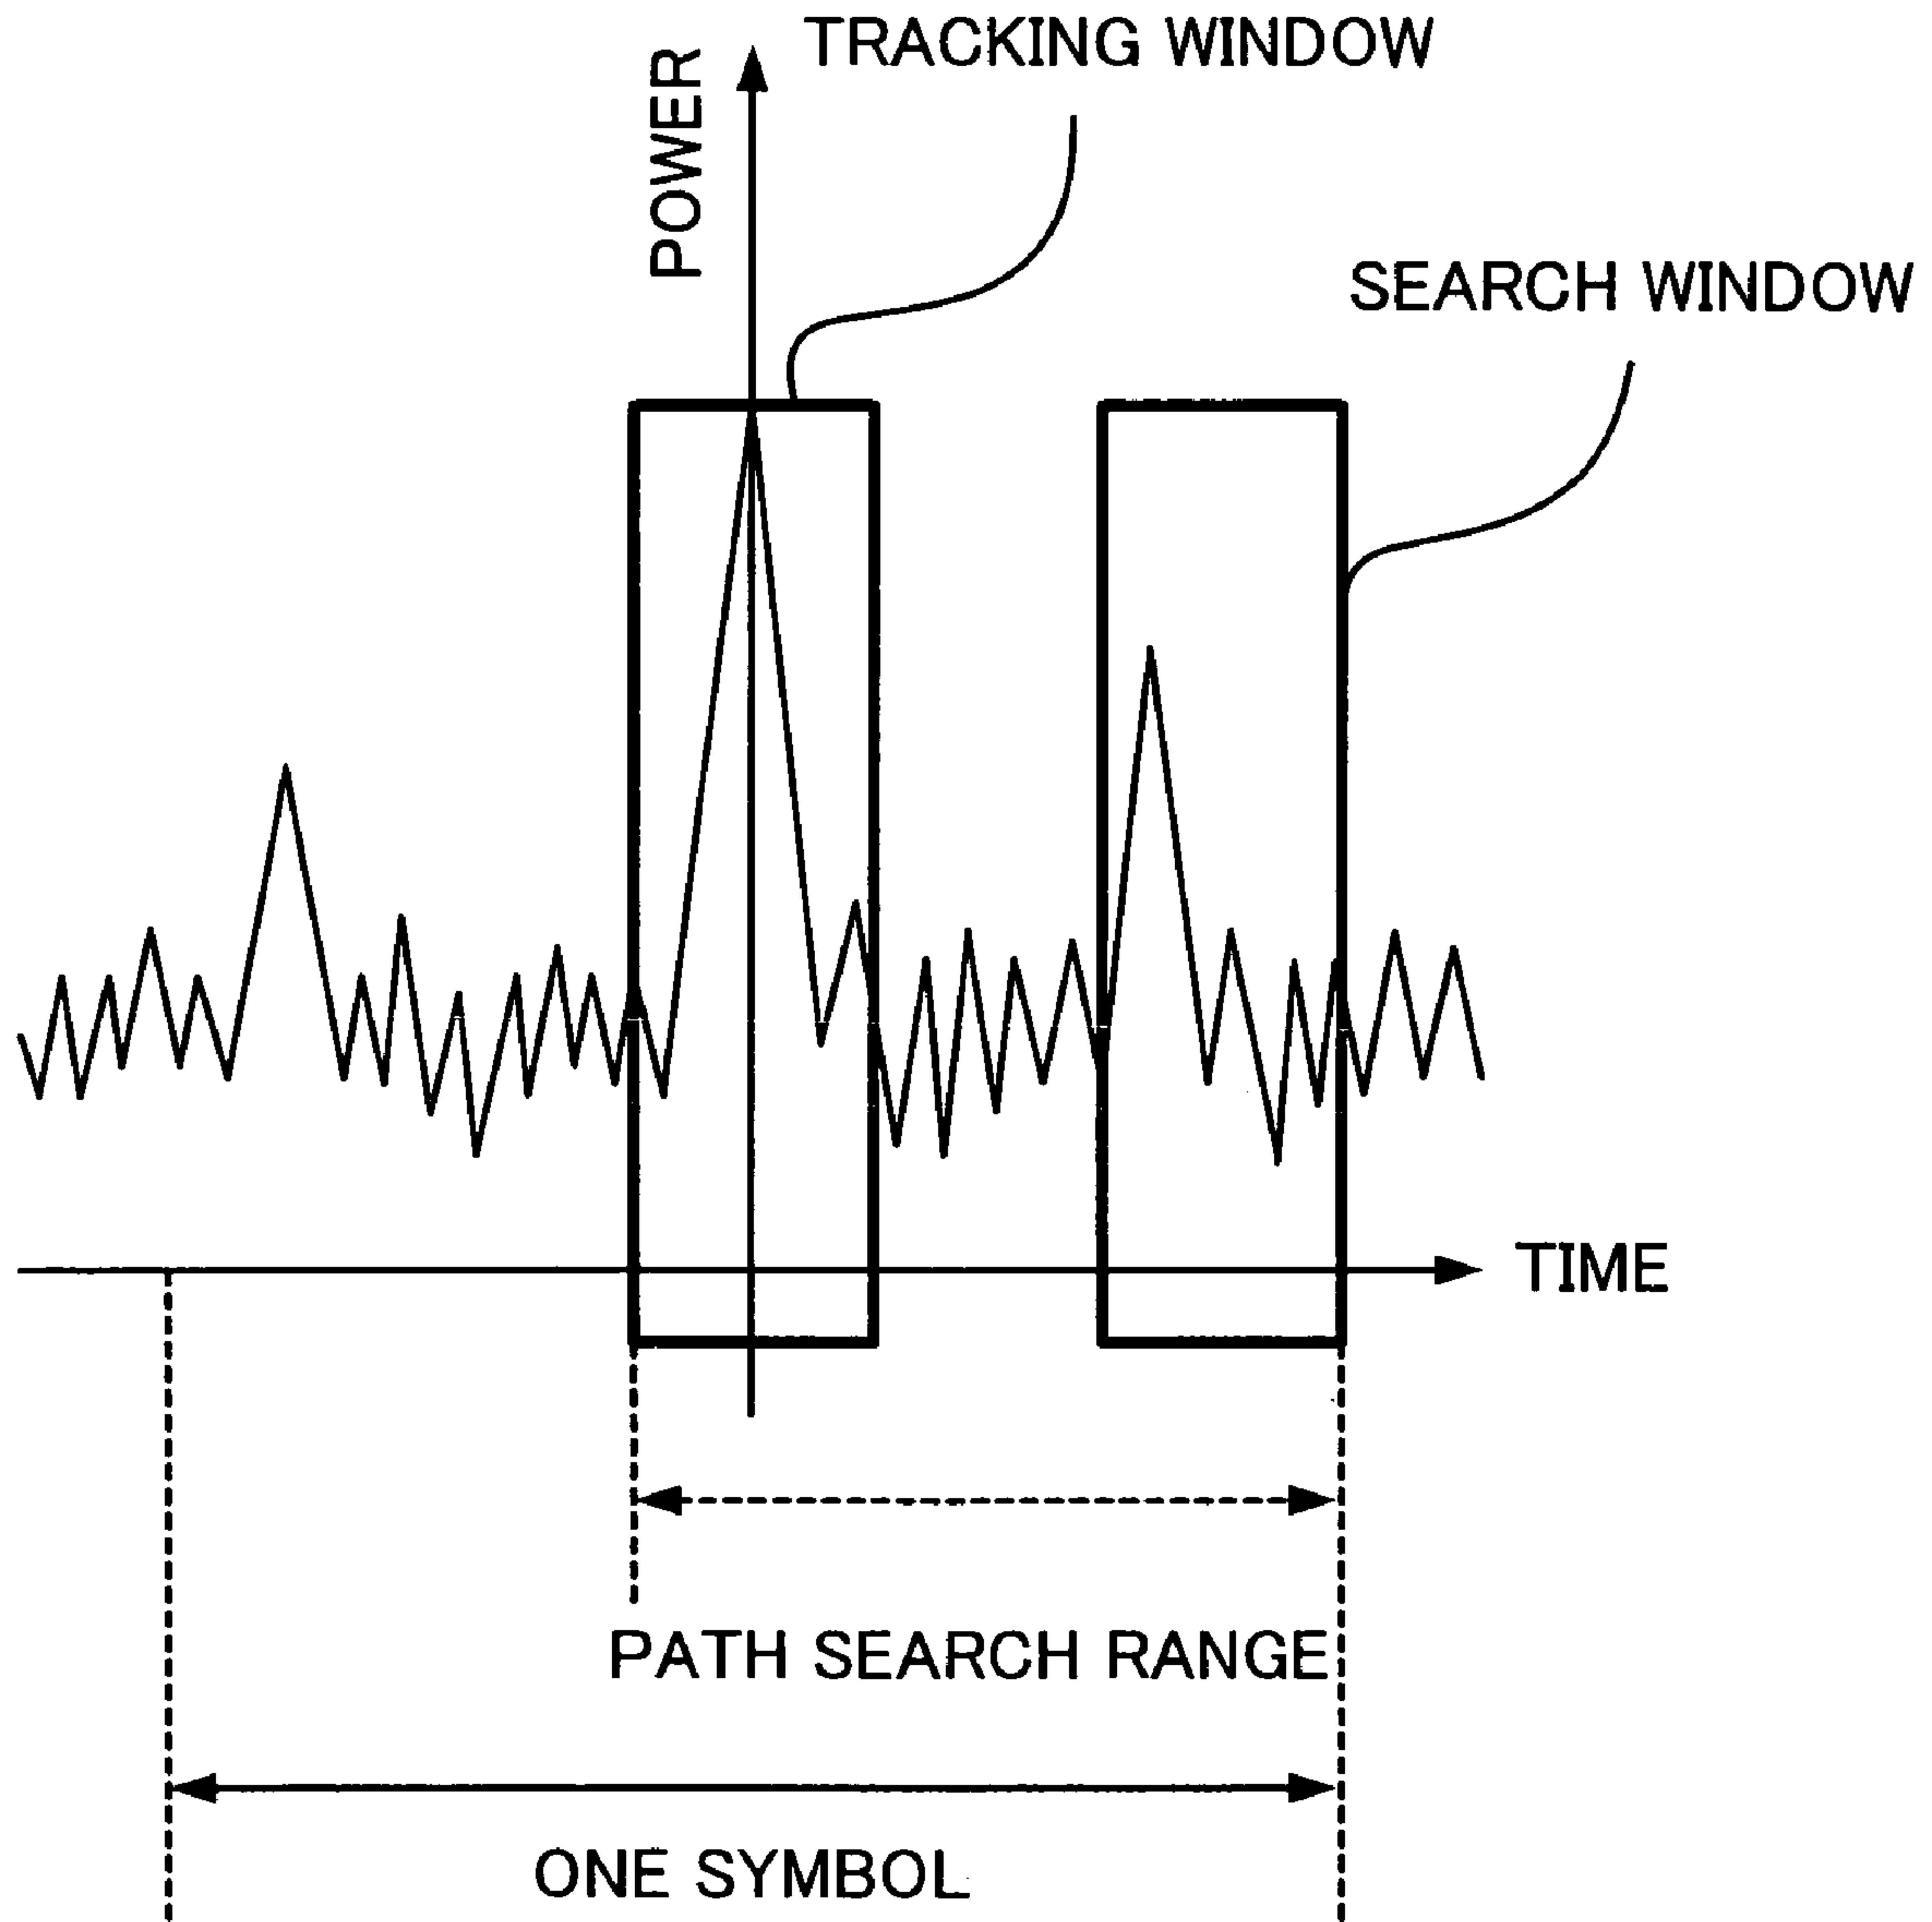 TRACKING WINDOW
POWER
SEARCH WINDOW
TIME
PATH SEARCH RANGE
ONE SYMBOL